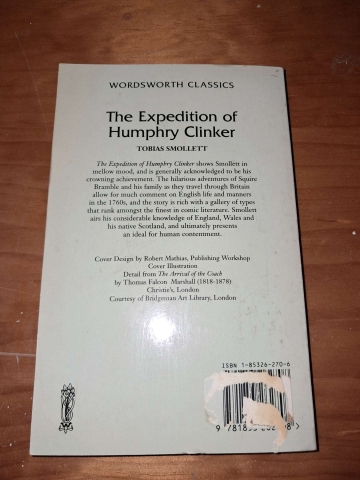 WORDSWORTH CLASSICS
The Expedition of
Humphry Clinker
TOBIAS SMOLLETT
The Expedition of Humphry Clinker shows Smollett in
mellow mood, and is generally acknowledged to be his
crowning achievement. The hilarious adventures of Squire
Bramble and his family as they travel through Britain
allow for much comment on English life and manners
in the 1760s, and the story is rich with a gallery of types
that rank amongst the finest in comic literature. Smollett
airs his considerable knowledge of England, Wales and
his native Scotland, and ultimately presents
an ideal for human contentment.
Cover Design by Robert Mathias, Publishing Workshop
Cover Illustration
Detail from The Arrival of the Coach
by Thomas Falcon Marshall (1818-1878)
Christie's, London
Courtesy of Bridgeman Art Library, London
ISBN 1-85326-270-6